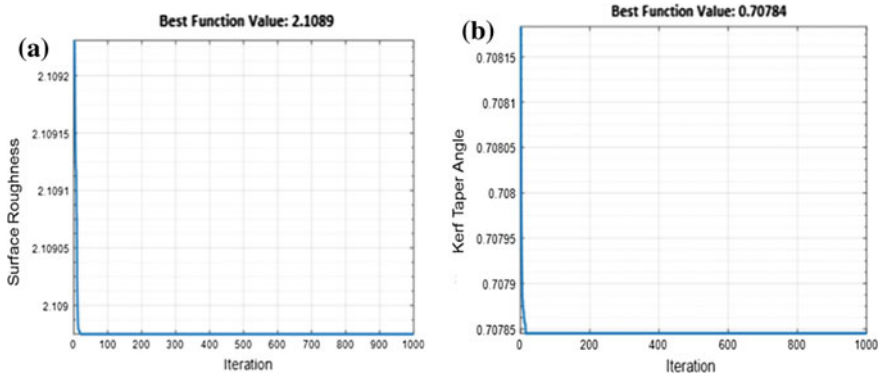 Best Function Value: 2.1089
(a)
Surface Roughness
2.1092
2.10915
2.1091
2.10905
2.109
0 100 200 300 400 500 600 700 800 900 1000
Iteration
Best Function Value: 0.70784
(b)
Kerf Taper Angle
0.70815
0.7081
0.70805
0.708
0.70795
0.7079
0.70785
0 200 400 600 800 1000
Iteration